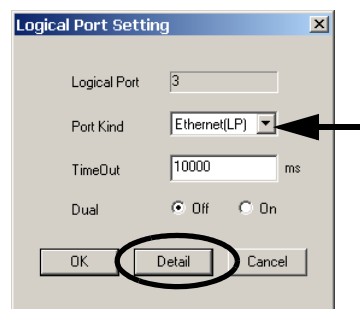 Logical Port Setting
Logical Port 3
Port Kind Ethernet(LP)
TimeOut 10000 ms
Dual Off On
OK Detail Cancel